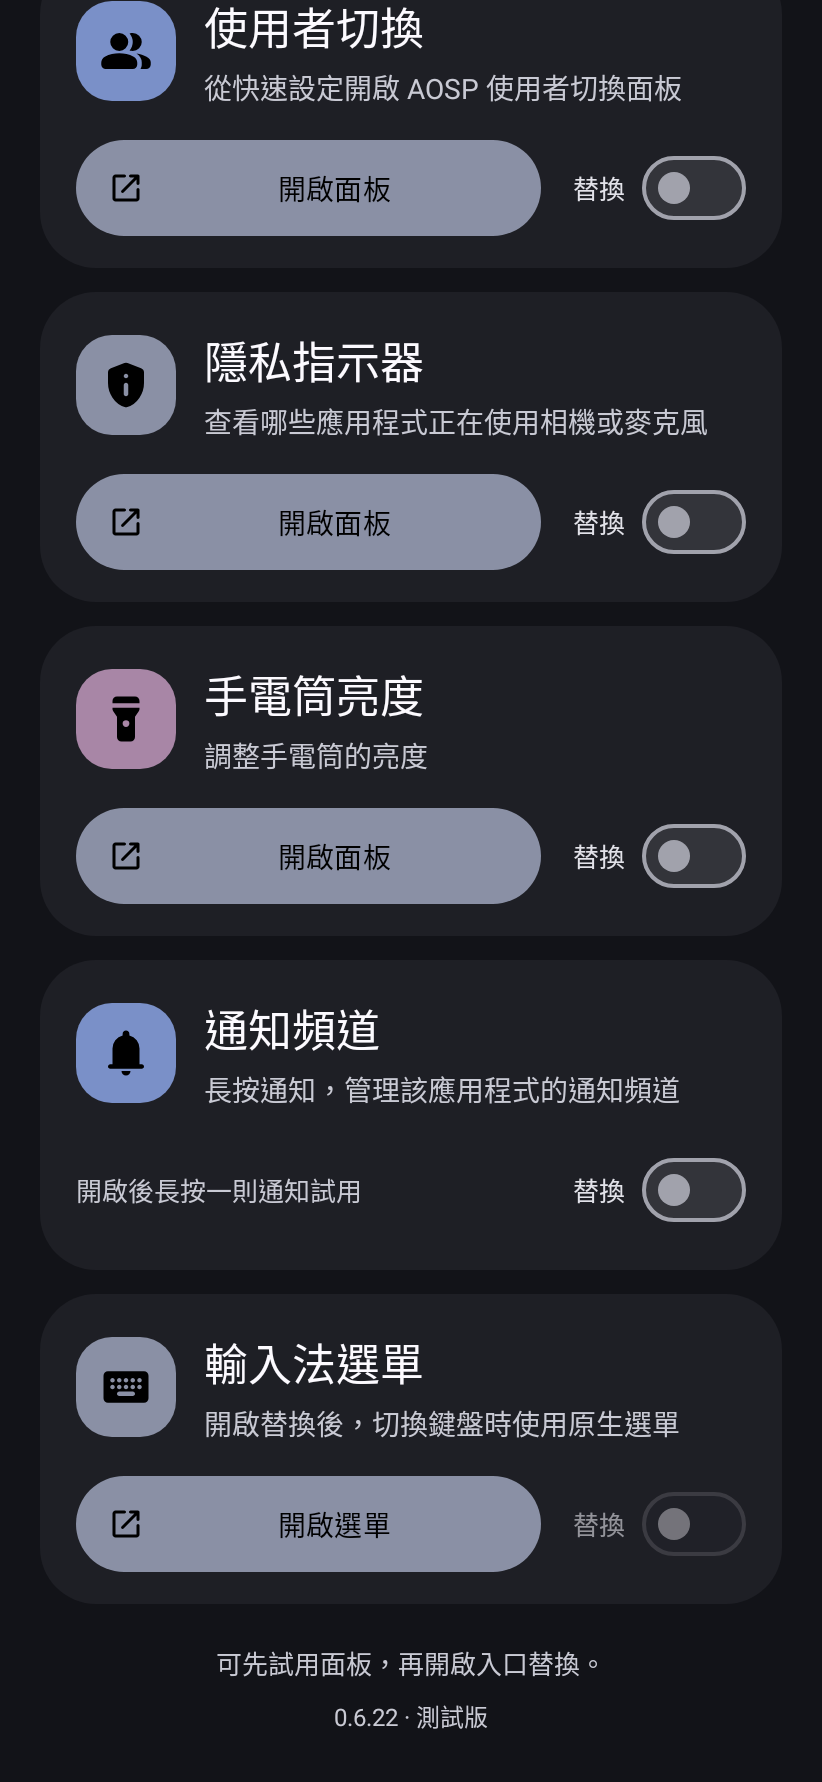 使用者切換
從快速設定開啟 AOSP 使用者切換面板
開啟面板
替換
隱私指示器
查看哪些應用程式正在使用相機或麥克風
開啟面板
替換
手電筒亮度
調整手電筒的亮度
開啟面板
替換
通知頻道
長按通知，管理該應用程式的通知頻道
開啟後長按一則通知試用
替換
輸入法選單
開啟替換後，切換鍵盤時使用原生選單
開啟選單
替換
可先試用面板，再開啟入口替換。
0.6.22 · 測試版